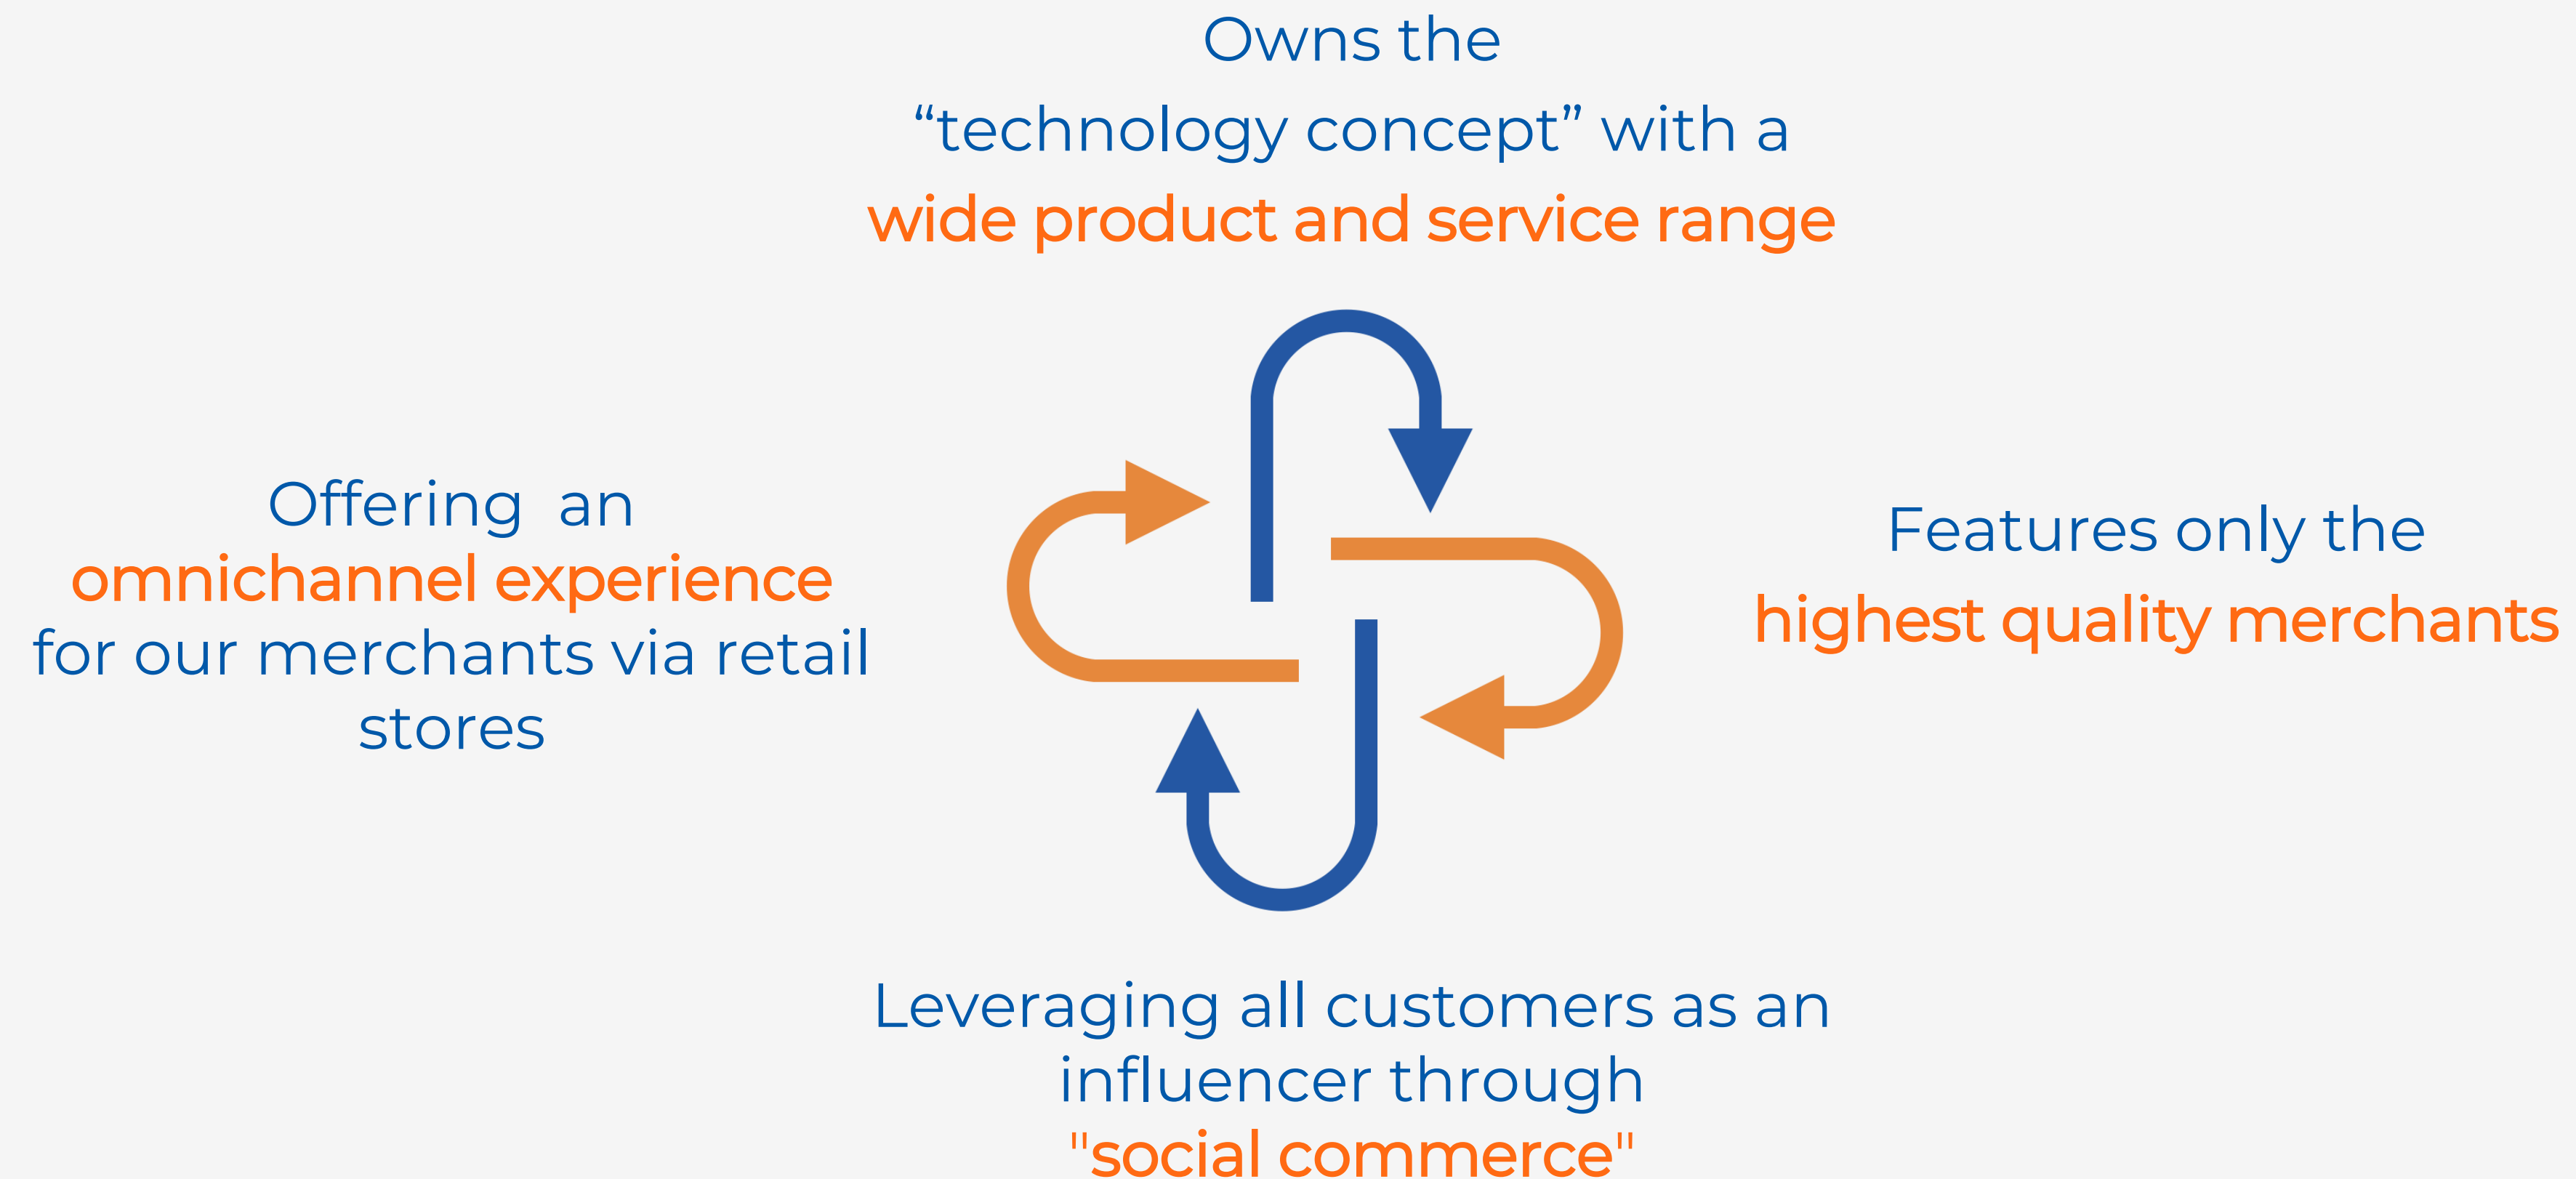 Owns the
“technology concept” with a
wide product and service range
Offering  an
omnichannel experience
for our merchants via retail
stores
Features only the
highest quality merchants
Leveraging all customers as an
influencer through
"social commerce"